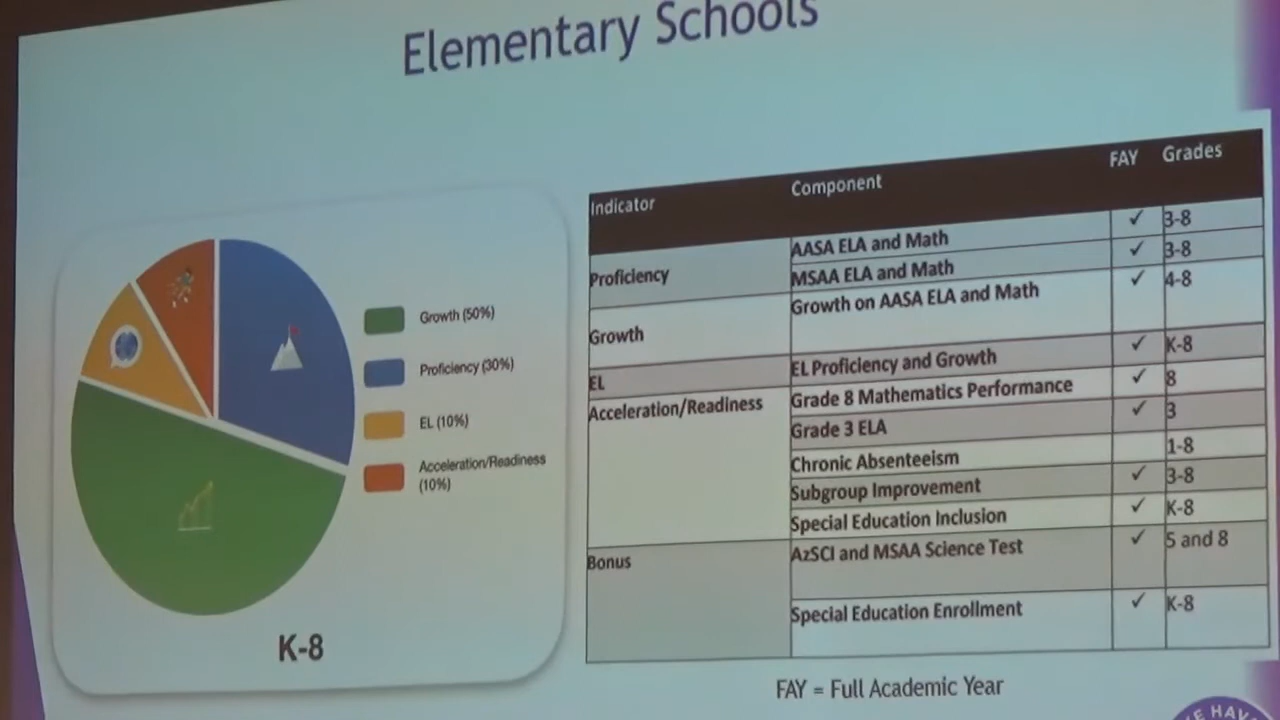 Elementary Schools
Growth (50%)
Proficiency (30%)
EL (10%)
Acceleration/Readiness
(10%)
K-8
Indicator Component FAY Grades
Proficiency AASA ELA and Math ✓ 3-8
MSAA ELA and Math ✓ 3-8
Growth Growth on AASA ELA and Math ✓ 4-8
EL EL Proficiency and Growth ✓ K-8
Acceleration/Readiness Grade 8 Mathematics Performance ✓ 8
Grade 3 ELA ✓ 3
Chronic Absenteeism 1-8
Subgroup Improvement ✓ 3-8
Special Education Inclusion ✓ K-8
Bonus AzSCI and MSAA Science Test ✓ 5 and 8
Special Education Enrollment ✓ K-8
FAY = Full Academic Year